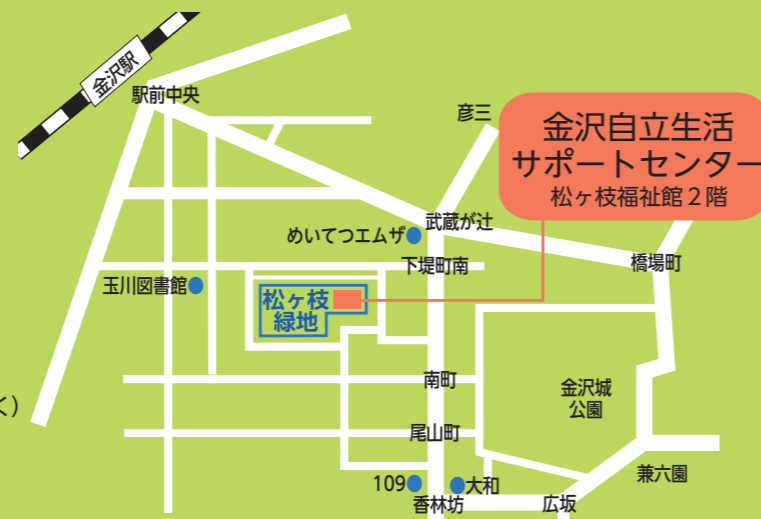 金沢駅
駅前中央
彦三
金沢自立生活
サポートセンター
松ヶ枝福祉館２階
武蔵が辻
めいてつエムザ
下堤町南
橋場町
玉川図書館
松ヶ枝
緑地
南町
金沢城
公園
く）
尾山町
兼六園
109
大和
香林坊
広坂